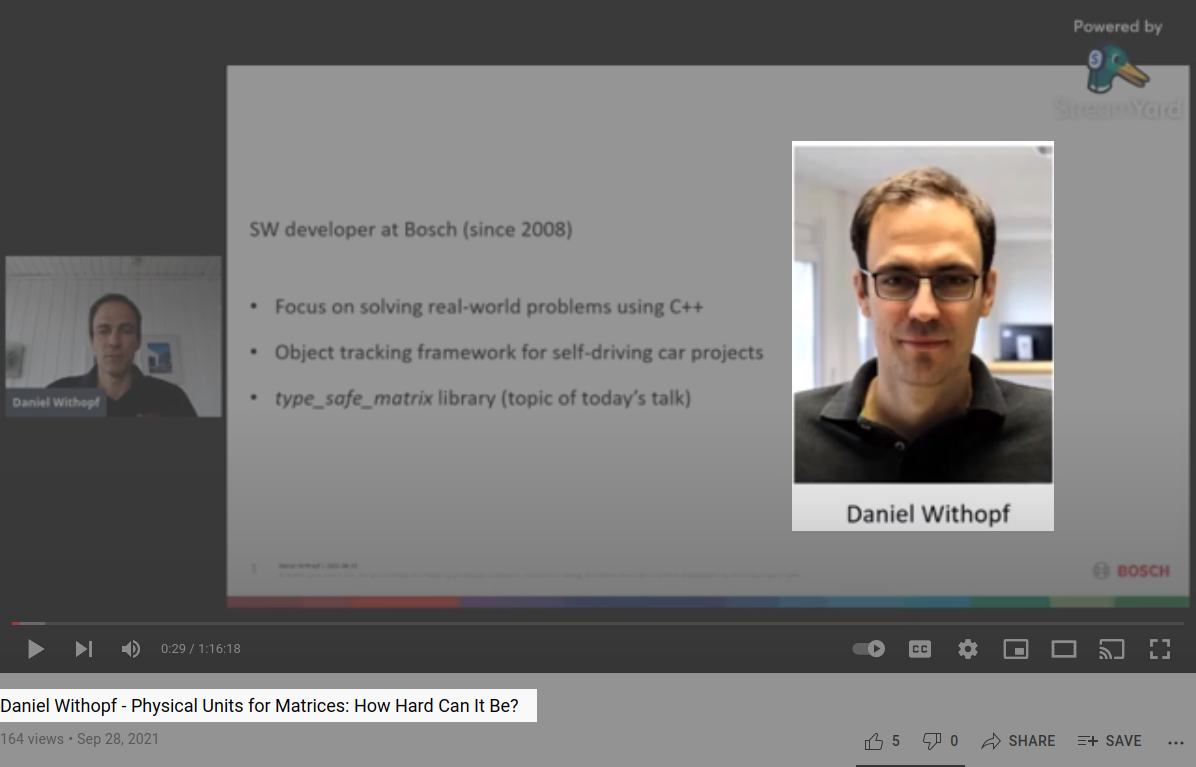 Powered by
StreamYard
SW developer at Bosch (since 2008)
• Focus on solving real-world problems using C++
• Object tracking framework for self-driving car projects
• type_safe_matrix library (topic of today's talk)
Daniel Withopf
Daniel Withopf
BOSCH
0:29 / 1:16:18
CC
Daniel Withopf - Physical Units for Matrices: How Hard Can It Be?
164 views • Sep 28, 2021
5
0
SHARE
SAVE